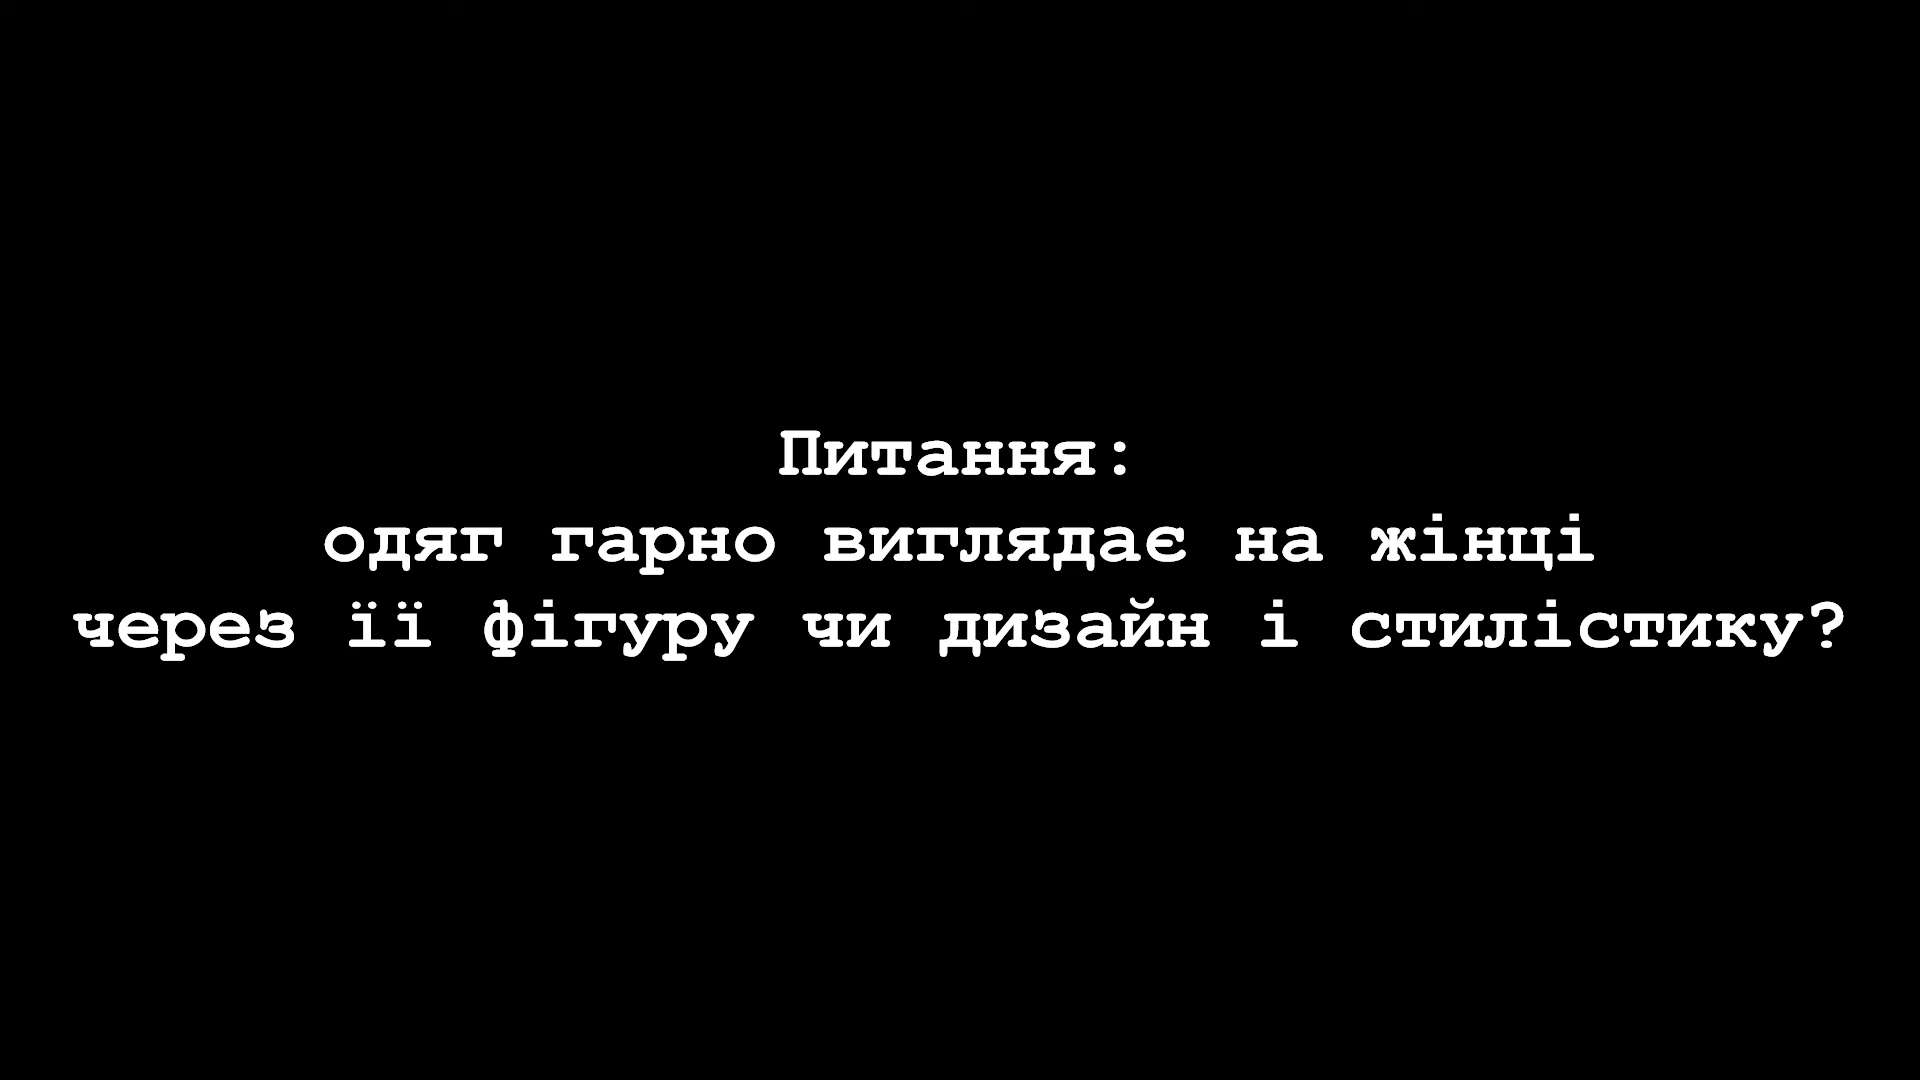 Питання:
одяг гарно виглядає на жінці
через її фігуру чи дизайн і стилістику?